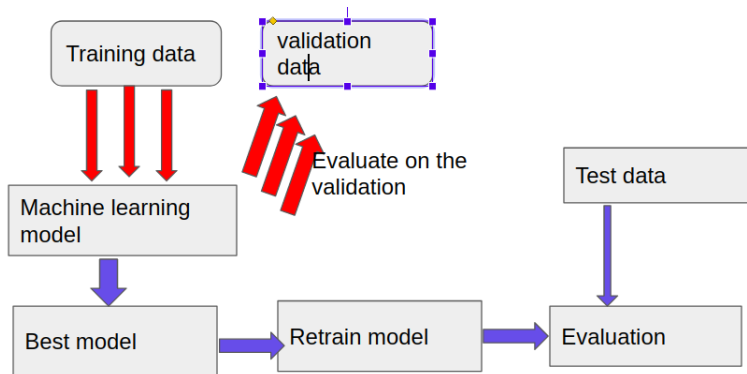 Training data
validation
data
Evaluate on the
validation
Test data
Machine learning
model
Best model
Retrain model
Evaluation